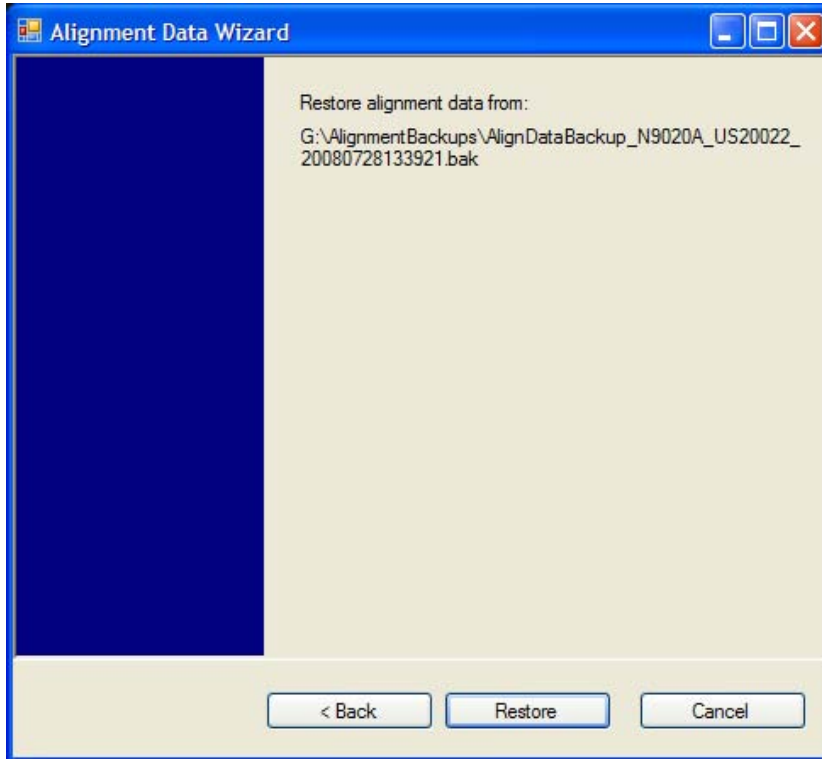 Alignment Data Wizard
Restore alignment data from:
G:\AlignmentBackups\AlignDataBackup_N9020A_US20022_
20080728133921.bak
< Back
Restore
Cancel